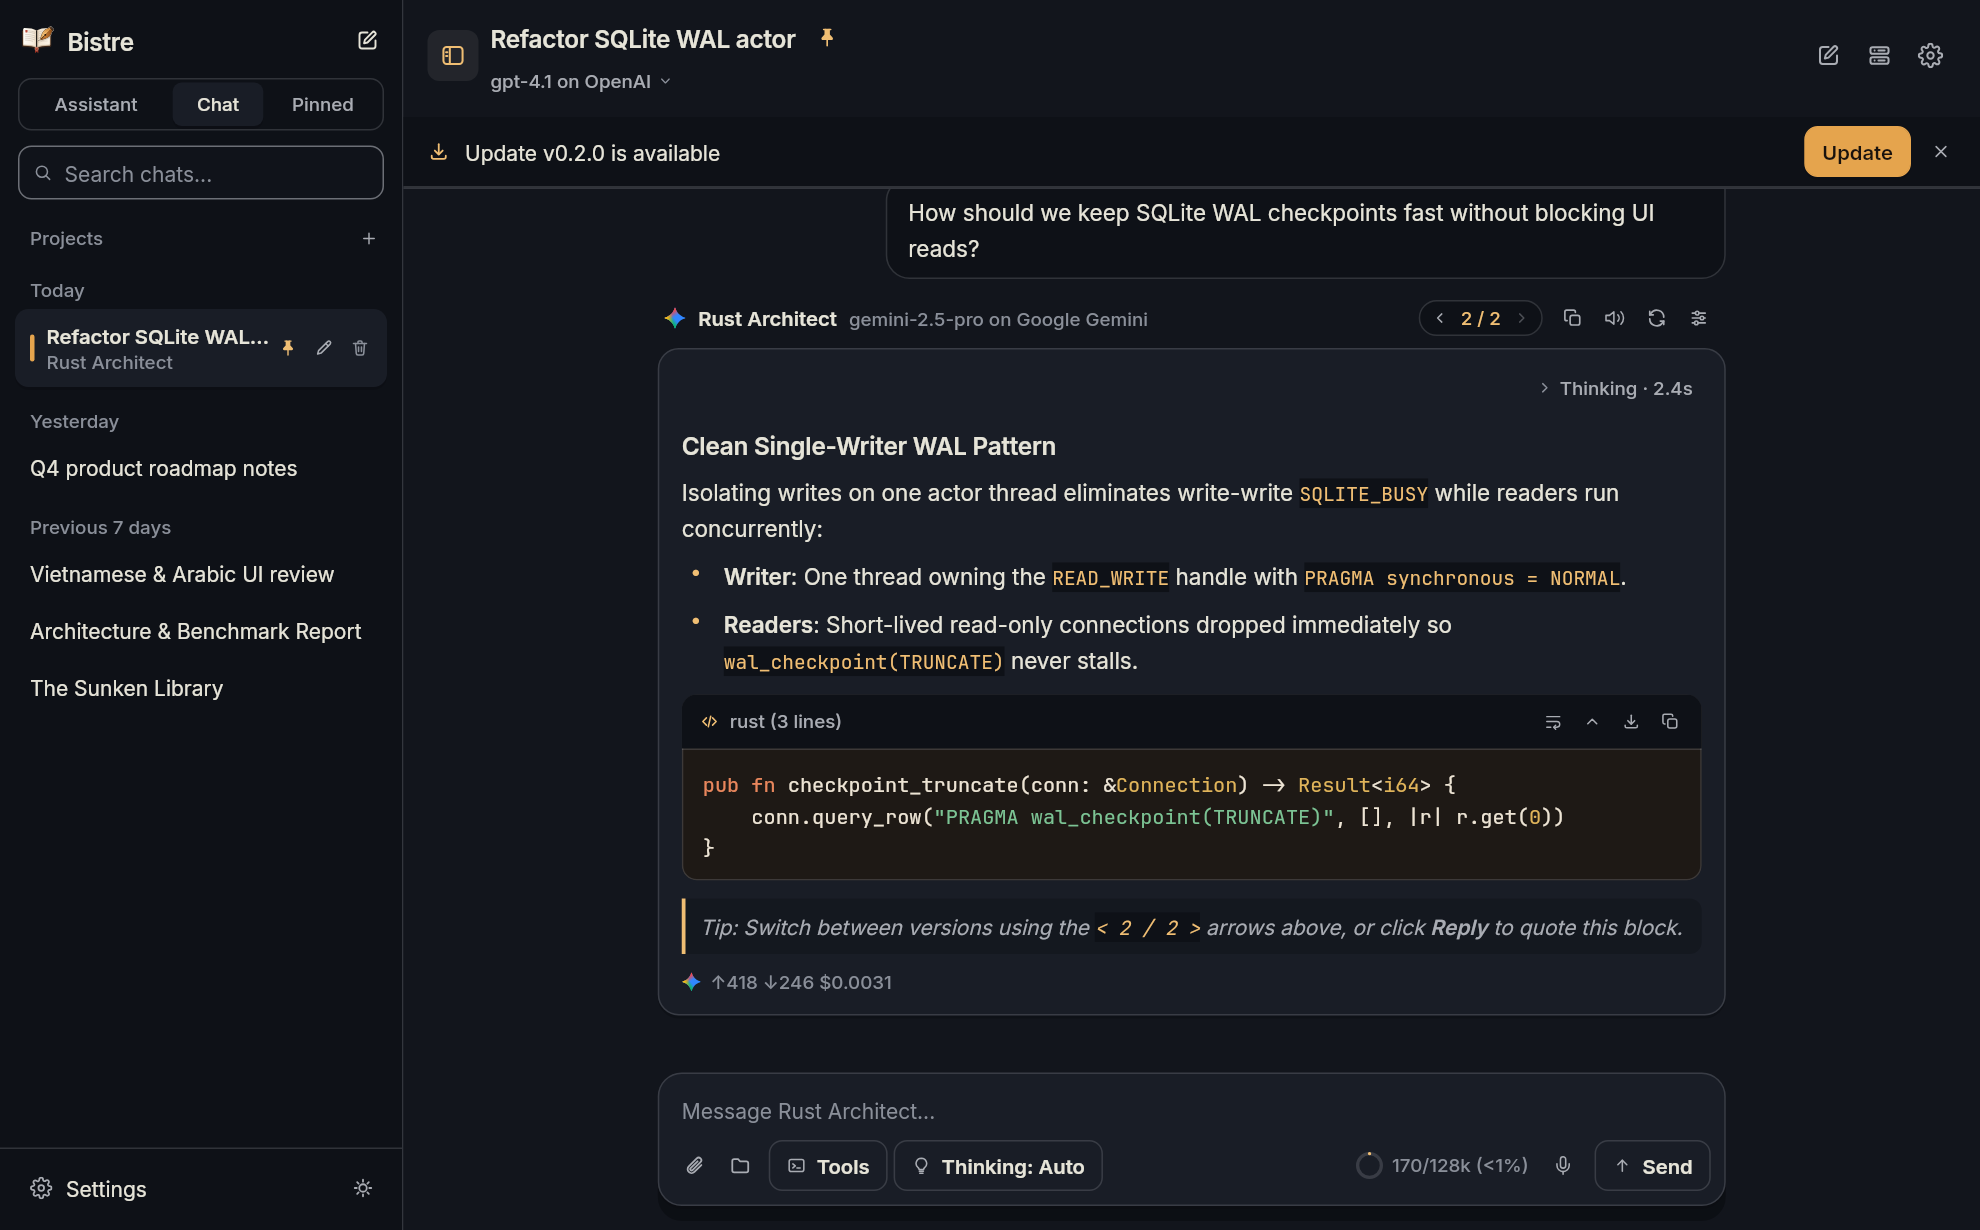 Bistre
Assistant
Chat
Pinned
Search chats...
Projects
Today
Refactor SQLite WAL...
Rust Architect
Yesterday
Q4 product roadmap notes
Previous 7 days
Vietnamese & Arabic UI review
Architecture & Benchmark Report
The Sunken Library
Settings
Refactor SQLite WAL actor
gpt-4.1 on OpenAI
Update v0.2.0 is available
Update
How should we keep SQLite WAL checkpoints fast without blocking UI
reads?
Rust Architect gemini-2.5-pro on Google Gemini
2 / 2
Thinking · 2.4s
Clean Single-Writer WAL Pattern
Isolating writes on one actor thread eliminates write-write SQLITE_BUSY while readers run
concurrently:
• Writer: One thread owning the READ_WRITE handle with PRAGMA synchronous = NORMAL.
• Readers: Short-lived read-only connections dropped immediately so
wal_checkpoint(TRUNCATE) never stalls.
rust (3 lines)
pub fn checkpoint_truncate(conn: &Connection) -> Result<i64> {
    conn.query_row("PRAGMA wal_checkpoint(TRUNCATE)", [], |r| r.get(0))
}
Tip: Switch between versions using the < 2 / 2 > arrows above, or click Reply to quote this block.
↑418 ↓246 $0.0031
Message Rust Architect...
Tools
Thinking: Auto
170/128k (<1%)
Send